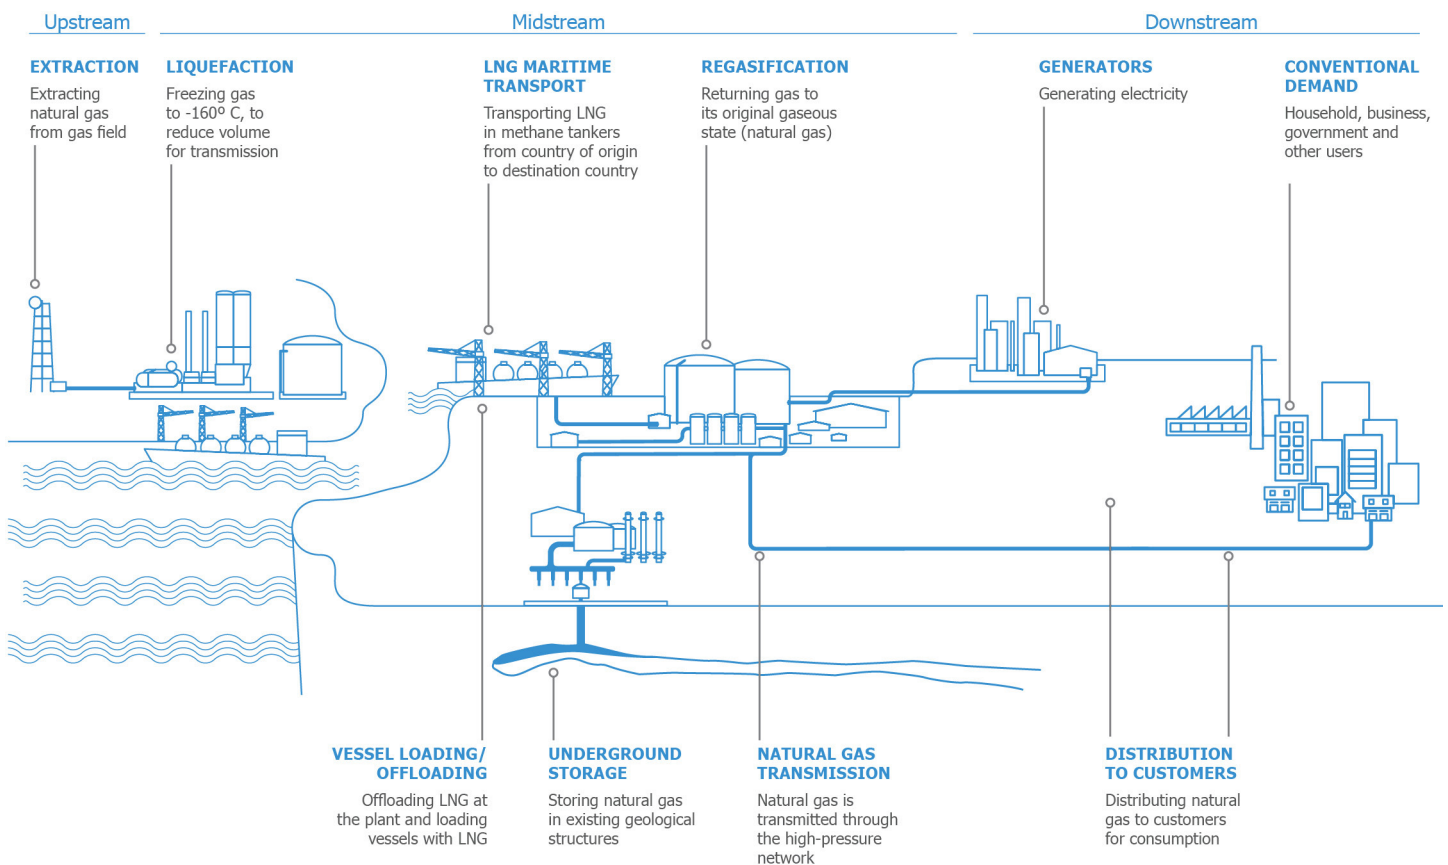 Upstream
Midstream
Downstream
EXTRACTION
Extracting
natural gas
from gas field
LIQUEFACTION
Freezing gas
to -160º C, to
reduce volume
for transmission
LNG MARITIME
TRANSPORT
Transporting LNG
in methane tankers
from country of origin
to destination country
REGASIFICATION
Returning gas to
its original gaseous
state (natural gas)
GENERATORS
Generating electricity
CONVENTIONAL
DEMAND
Household, business,
government and
other users
VESSEL LOADING/
OFFLOADING
Offloading LNG at
the plant and loading
vessels with LNG
UNDERGROUND
STORAGE
Storing natural gas
in existing geological
structures
NATURAL GAS
TRANSMISSION
Natural gas is
transmitted through
the high-pressure
network
DISTRIBUTION
TO CUSTOMERS
Distributing natural
gas to customers
for consumption